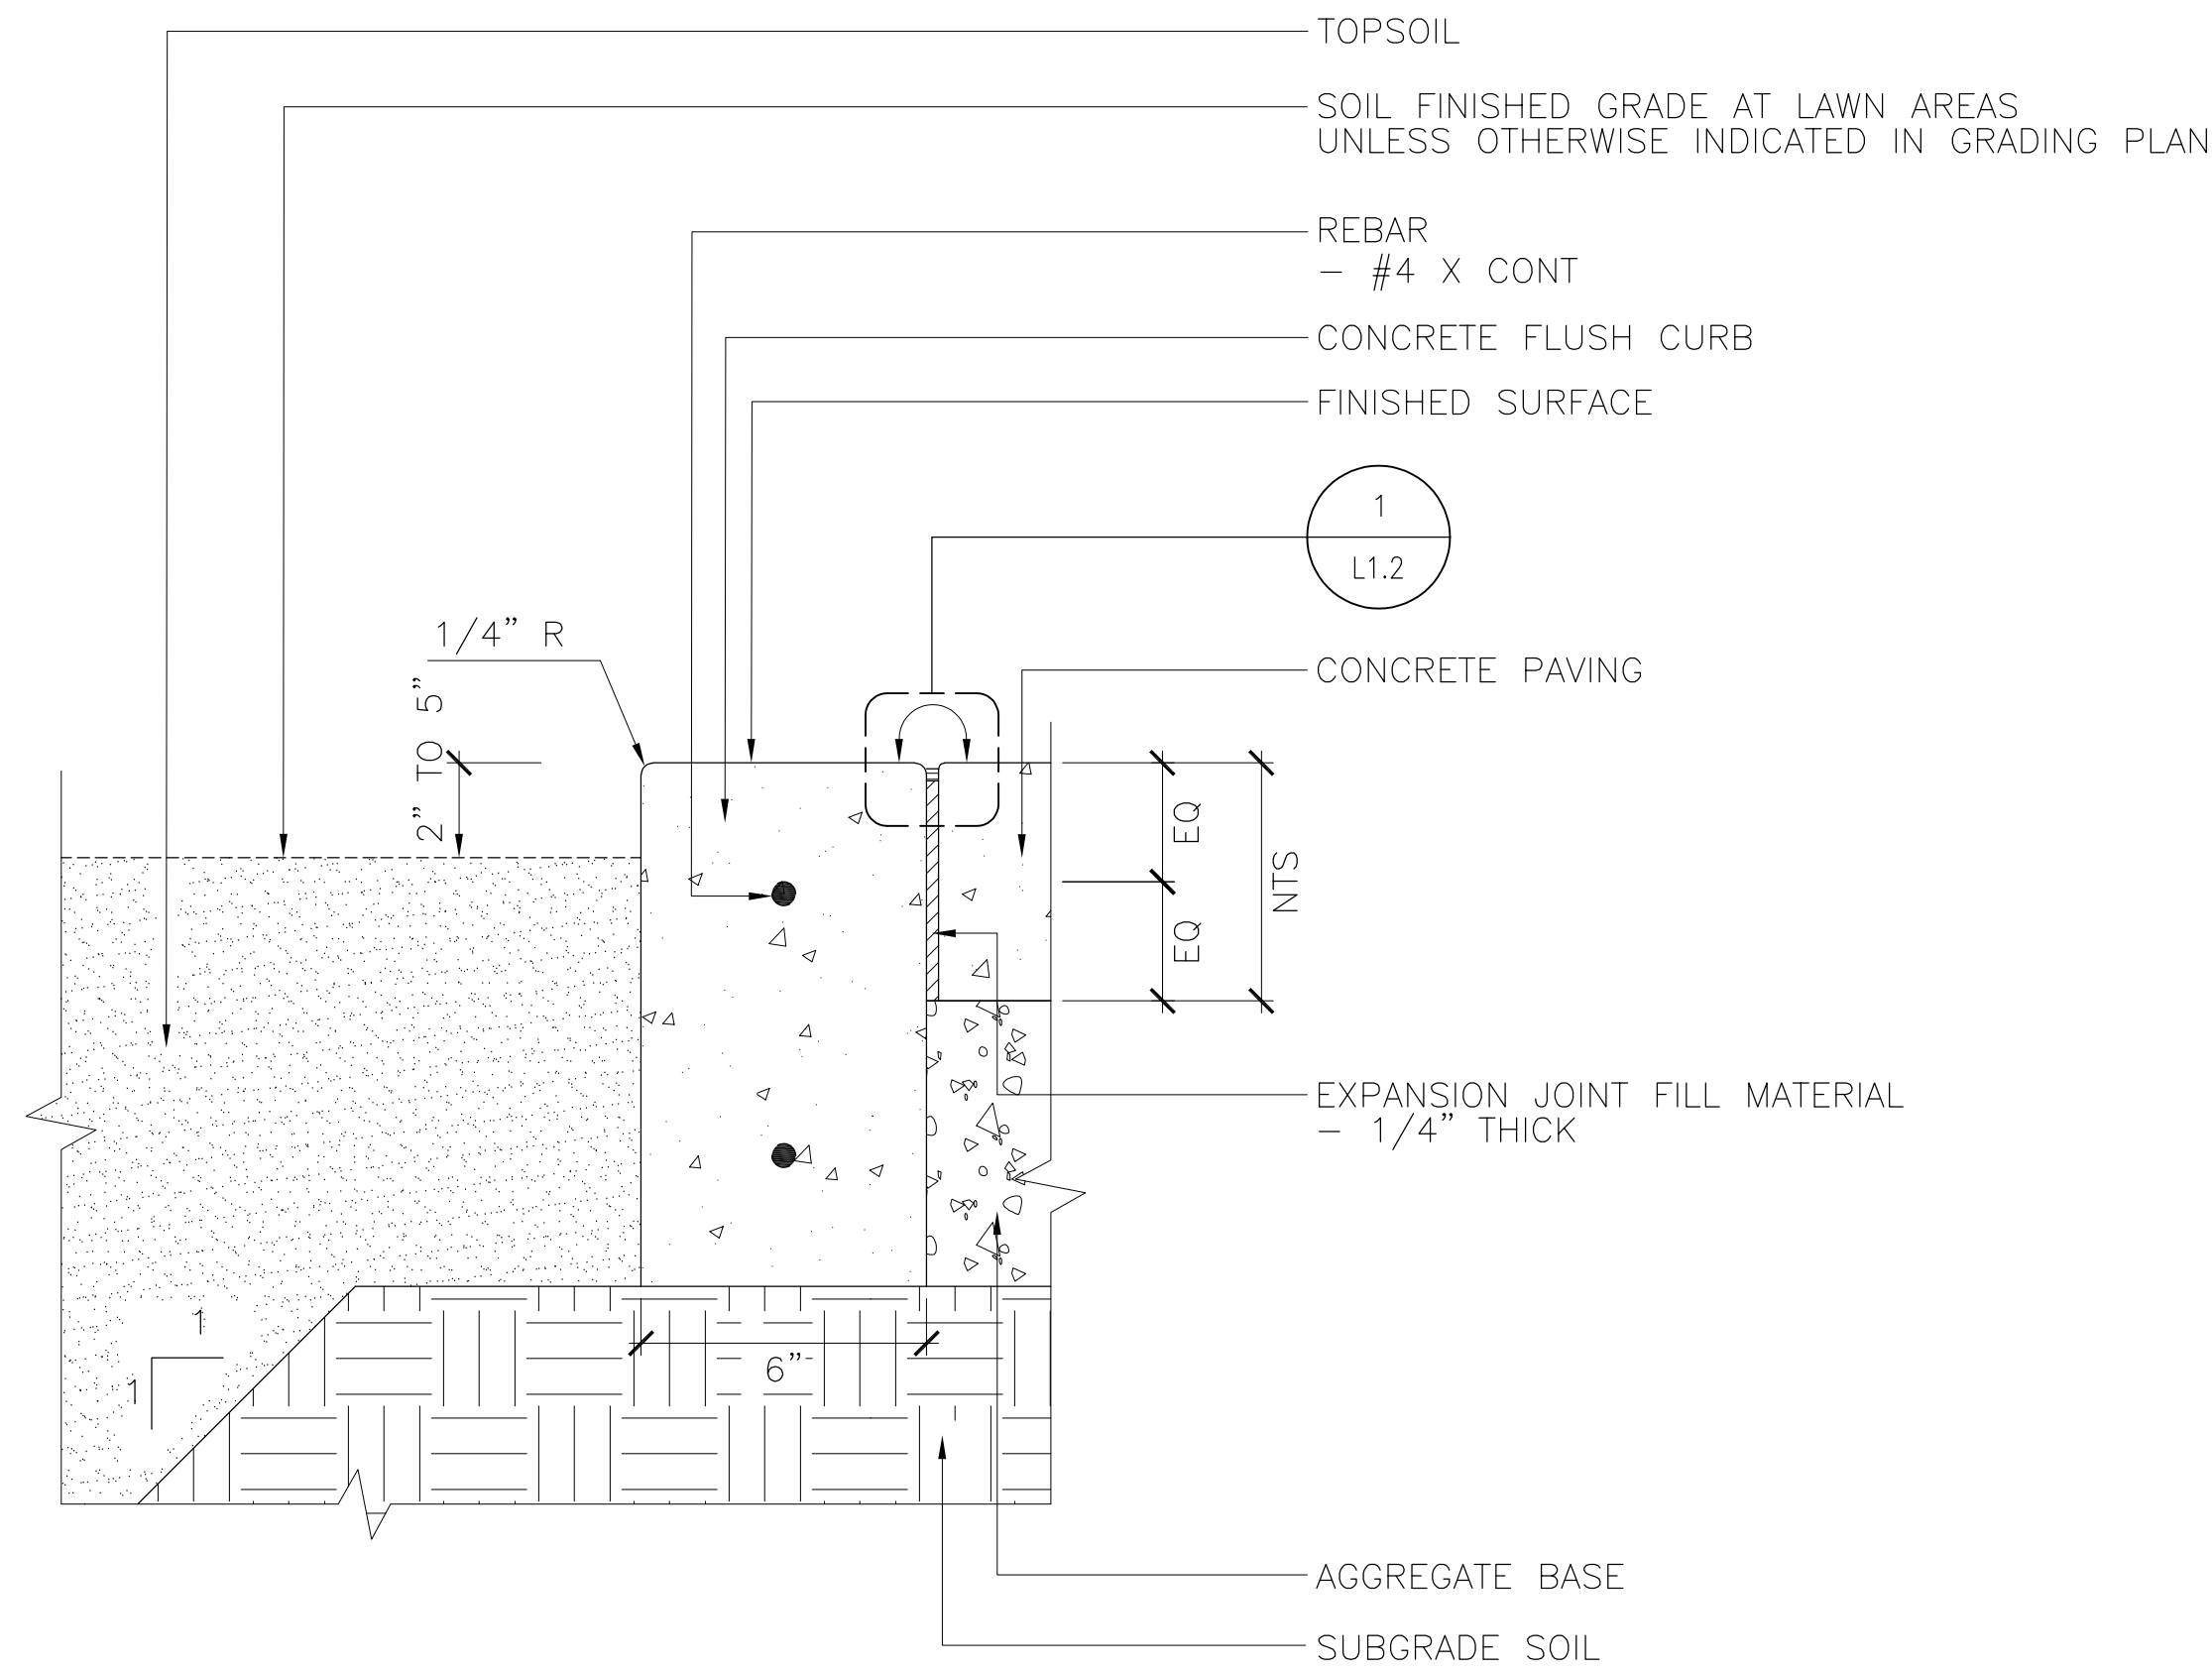 TOPSOIL
SOIL FINISHED GRADE AT LAWN AREAS
UNLESS OTHERWISE INDICATED IN GRADING PLAN
REBAR
– #4 X CONT
CONCRETE FLUSH CURB
FINISHED SURFACE
1
L1.2
1/4” R
CONCRETE PAVING
2” TO 5”
EQ
EQ
NTS
EXPANSION JOINT FILL MATERIAL
– 1/4” THICK
1
1
6”
AGGREGATE BASE
SUBGRADE SOIL